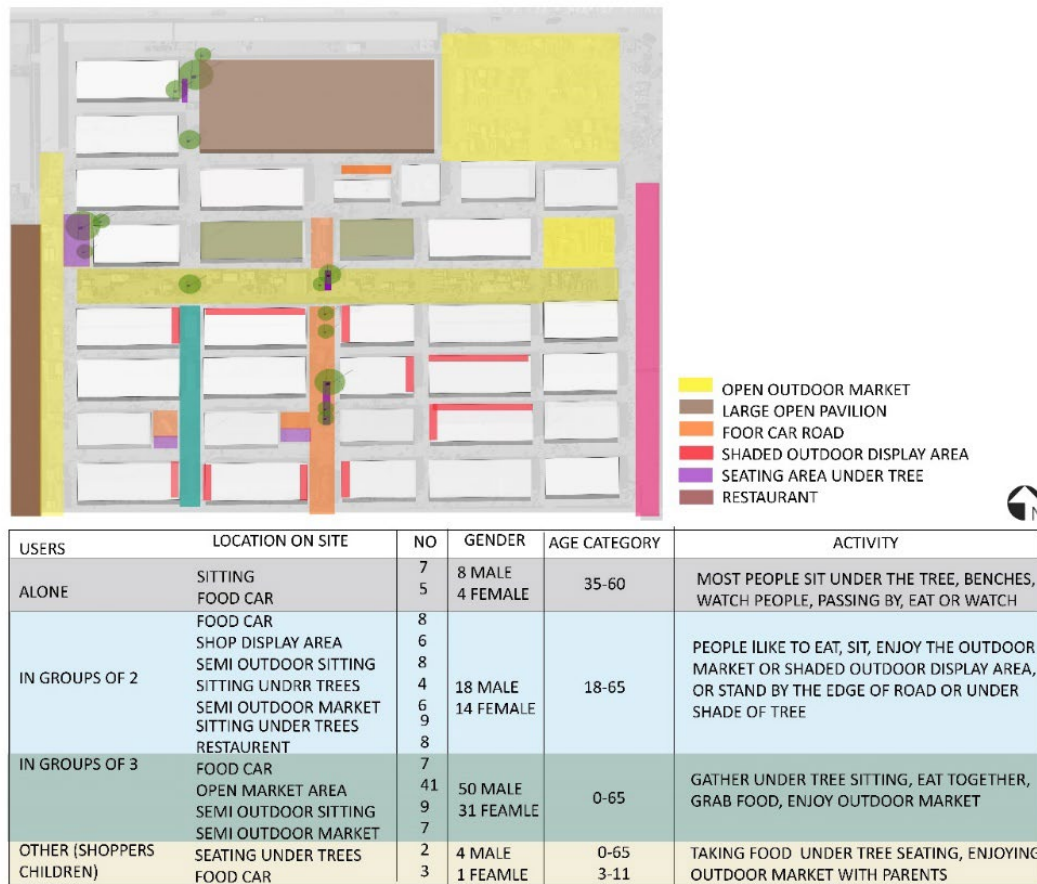 OPEN OUTDOOR MARKET
LARGE OPEN PAVILION
FOOR CAR ROAD
SHADED OUTDOOR DISPLAY AREA
SEATING AREA UNDER TREE
RESTAURANT
N
USERS LOCATION ON SITE NO GENDER AGE CATEGORY ACTIVITY
ALONE
SITTING 7
FOOD CAR 5
8 MALE
4 FEMALE
35-60
MOST PEOPLE SIT UNDER THE TREE, BENCHES,
WATCH PEOPLE, PASSING BY, EAT OR WATCH
IN GROUPS OF 2
FOOD CAR 8
SHOP DISPLAY AREA 6
SEMI OUTDOOR SITTING 8
SITTING UNDRR TREES 4
SEMI OUTDOOR MARKET 6
SITTING UNDER TREES 9
RESTAURENT 8
18 MALE
14 FEMALE
18-65
PEOPLE lLIKE TO EAT, SIT, ENJOY THE OUTDOOR
MARKET OR SHADED OUTDOOR DISPLAY AREA,
OR STAND BY THE EDGE OF ROAD OR UNDER
SHADE OF TREE
IN GROUPS OF 3
FOOD CAR 7
OPEN MARKET AREA 41
SEMI OUTDOOR SITTING 9
SEMI OUTDOOR MARKET 7
50 MALE
31 FEAMLE
0-65
GATHER UNDER TREE SITTING, EAT TOGETHER,
GRAB FOOD, ENJOY OUTDOOR MARKET
OTHER (SHOPPERS
CHILDREN)
SEATING UNDER TREES 2
FOOD CAR 3
4 MALE
1 FEAMLE
0-65
3-11
TAKING FOOD UNDER TREE SEATING, ENJOYING
OUTDOOR MARKET WITH PARENTS